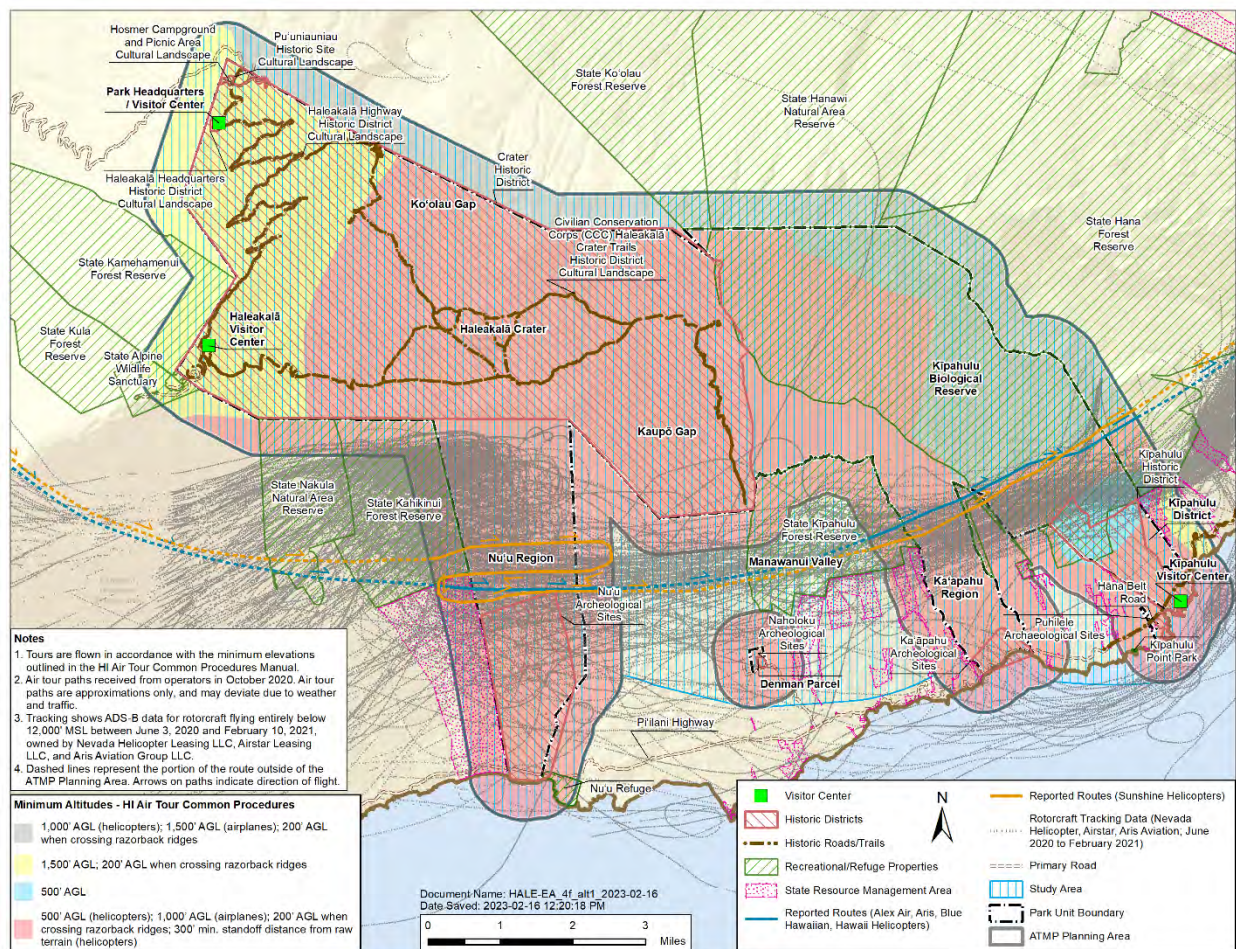 Hosmer Campground
and Picnic Area
Cultural Landscape
Pu‘uniauniau
Historic Site
Cultural Landscape
Park Headquarters
/ Visitor Center
Haleakalā Highway
Historic District
Cultural Landscape
State Ko‘olau
Forest Reserve
State Hanawi
Natural Area
Reserve
Crater
Historic
District
Haleakalā Headquarters
Historic District
Cultural Landscape
Ko‘olau Gap
Civilian Conservation
Corps (CCC) Haleakalā
Crater Trails
Historic District
Cultural Landscape
State Hana
Forest
Reserve
State Kamehamenui
Forest Reserve
Haleakalā
Visitor
Center
Haleakalā Crater
State Kula
Forest
Reserve
State Alpine
Wildlife
Sanctuary
Kīpahulu
Biological
Reserve
Kaupō Gap
State Nakula
Natural Area
Reserve
State Kahikinui
Forest Reserve
Kīpahulu
Historic
District
Kīpahulu
District
State Kīpahulu
Forest Reserve
Nu‘u Region
Manawainui Valley
Kīpahulu
Visitor Center
Ka‘āpahu
Region
Hāna Belt
Road
Nu‘u
Archeological
Sites
Naholoku
Archeological
Sites
Ka‘āpahu
Archeological
Sites
Puhilele
Archaeological Sites
Kīpahulu
Point Park
Denman Parcel
Pi‘ilani Highway
Nu‘u Refuge
Notes
1. Tours are flown in accordance with the minimum elevations
outlined in the HI Air Tour Common Procedures Manual.
2. Air tour paths received from operators in October 2020. Air tour
paths are approximations only, and may deviate due to weather
and traffic.
3. Tracking shows ADS-B data for rotorcraft flying entirely below
12,000' MSL between June 3, 2020 and February 10, 2021,
owned by Nevada Helicopter Leasing LLC, Airstar Leasing
LLC, and Aris Aviation Group LLC.
4. Dashed lines represent the portion of the route outside of the
ATMP Planning Area. Arrows on paths indicate direction of flight.
Minimum Altitudes - HI Air Tour Common Procedures
1,000' AGL (helicopters); 1,500' AGL (airplanes); 200' AGL
when crossing razorback ridges
1,500' AGL; 200' AGL when crossing razorback ridges
500' AGL
500' AGL (helicopters); 1,000' AGL (airplanes); 200' AGL when
crossing razorback ridges; 300' min. standoff distance from raw
terrain (helicopters)
Document Name: HALE-EA_4f_alt1_2023-02-16
Date Saved: 2023-02-16 12:20:18 PM
0 1 2 3
Miles
Visitor Center
Historic Districts
Historic Roads/Trails
Recreational/Refuge Properties
State Resource Management Area
Reported Routes (Alex Air, Aris, Blue
Hawaiian, Hawaii Helicopters)
N
Reported Routes (Sunshine Helicopters)
Rotorcraft Tracking Data (Nevada
Helicopter, Airstar, Aris Aviation; June
2020 to February 2021)
Primary Road
Study Area
Park Unit Boundary
ATMP Planning Area